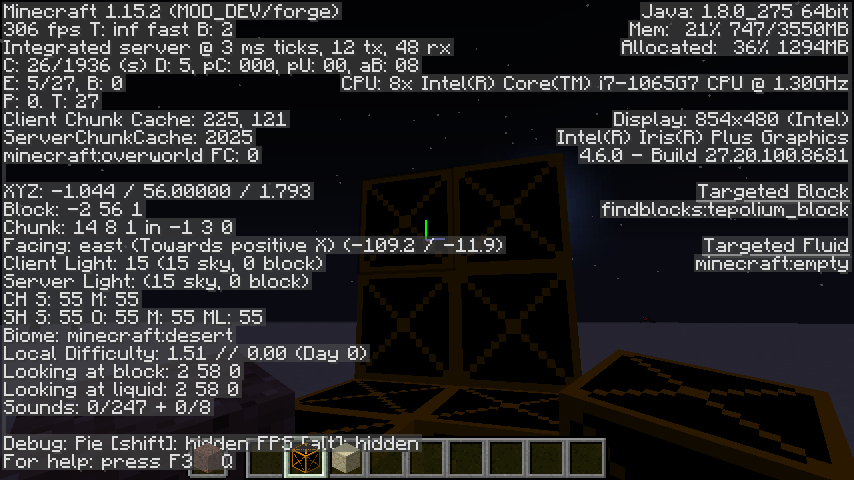 Minecraft 1.15.2 (MOD_DEV/forge)
306 fps T: inf fast B: 2
Integrated server @ 3 ms ticks, 12 tx, 48 rx
C: 26/1936 (s) D: 5, pC: 000, pU: 00, aB: 08
E: 5/27, B: 0
P: 0. T: 27
Client Chunk Cache: 225, 121
ServerChunkCache: 2025
minecraft:overworld FC: 0
XYZ: -1.044 / 56.00000 / 1.793
Block: -2 56 1
Chunk: 14 8 1 in -1 3 0
Facing: east (Towards positive X) (-109.2 / -11.9)
Client Light: 15 (15 sky, 0 block)
Server Light: (15 sky, 0 block)
CH S: 55 M: 55
SH S: 55 O: 55 M: 55 ML: 55
Biome: minecraft:desert
Local Difficulty: 1.51 // 0.00 (Day 0)
Looking at block: 2 58 0
Looking at liquid: 2 58 0
Sounds: 0/247 + 0/8
Debug: Pie [shift]: hidden FPS [alt]: hidden
For help: press F3 Q
Java: 1.8.0_275 64bit
Mem: 21% 747/3550MB
Allocated: 36% 1294MB
CPU: 8x Intel(R) Core(TM) i7-1065G7 CPU @ 1.30GHz
Display: 854x480 (Intel)
Intel(R) Iris(R) Plus Graphics
4.6.0 - Build 27.20.100.8681
Targeted Block
findblocks:tepolium_block
Targeted Fluid
minecraft:empty